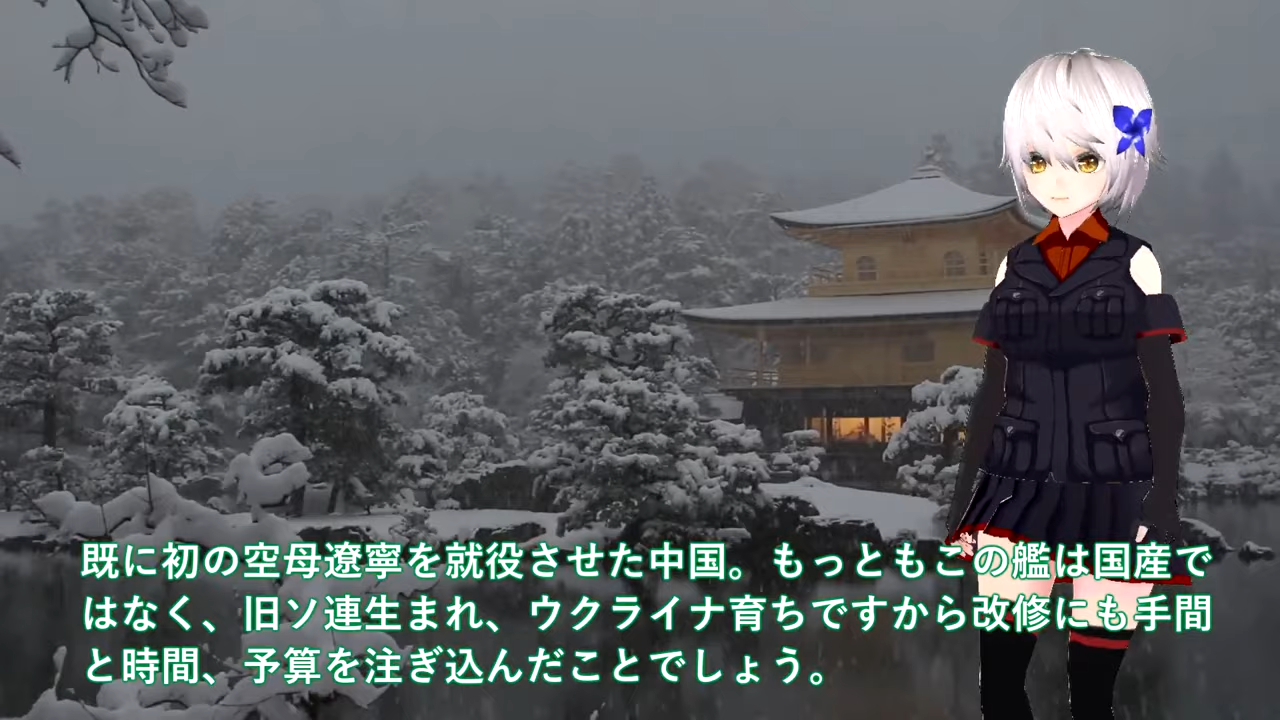 既に初の空母遼寧を就役させた中国。もっともこの艦は国産で
はなく、旧ソ連生まれ、ウクライナ育ちですから改修にも手間
と時間、予算を注ぎ込んだことでしょう。